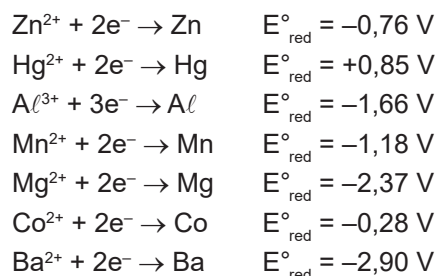 Zn²⁺ + 2e⁻ → Zn E°red = –0,76 V
Hg²⁺ + 2e⁻ → Hg E°red = +0,85 V
Aℓ³⁺ + 3e⁻ → Aℓ E°red = –1,66 V
Mn²⁺ + 2e⁻ → Mn E°red = –1,18 V
Mg²⁺ + 2e⁻ → Mg E°red = –2,37 V
Co²⁺ + 2e⁻ → Co E°red = –0,28 V
Ba²⁺ + 2e⁻ → Ba E°red = –2,90 V